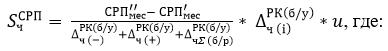 S_ч^СРП = (СРП''_мес − СРП'_мес) / (Δ_ч(−)^РК(б/у) + Δ_ч(+)^РК(б/у) + Δ_чΣ(б/р)^РК(б/у)) * Δ_ч(i)^РК(б/у) * u, где: